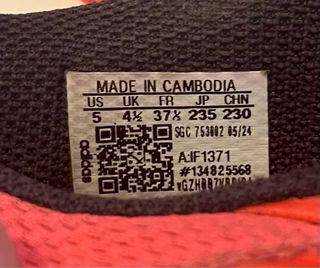 MADE IN CAMBODIA
US UK FR JP CHN
5 4½ 37⅓ 235 230
SGC 753002 05/24
adidas
A:IF1371
#134825568